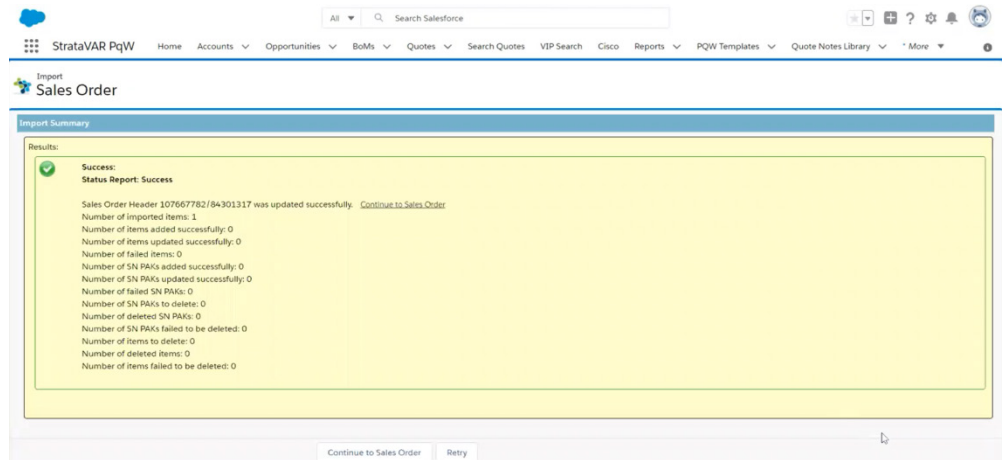 All
Search Salesforce
StrataVAR PqW Home Accounts Opportunities BoMs Quotes Search Quotes VIP Search Cisco Reports PQW Templates Quote Notes Library * More
Import
Sales Order
Import Summary
Results:
Success:
Status Report: Success
Sales Order Header 107667782/84301317 was updated successfully. Continue to Sales Order
Number of imported items: 1
Number of items added successfully: 0
Number of items updated successfully: 0
Number of failed items: 0
Number of SN PAKs added successfully: 0
Number of SN PAKs updated successfully: 0
Number of failed SN PAKs: 0
Number of SN PAKs to delete: 0
Number of deleted SN PAKs: 0
Number of SN PAKs failed to be deleted: 0
Number of items to delete: 0
Number of deleted items: 0
Number of items failed to be deleted: 0
Continue to Sales Order Retry